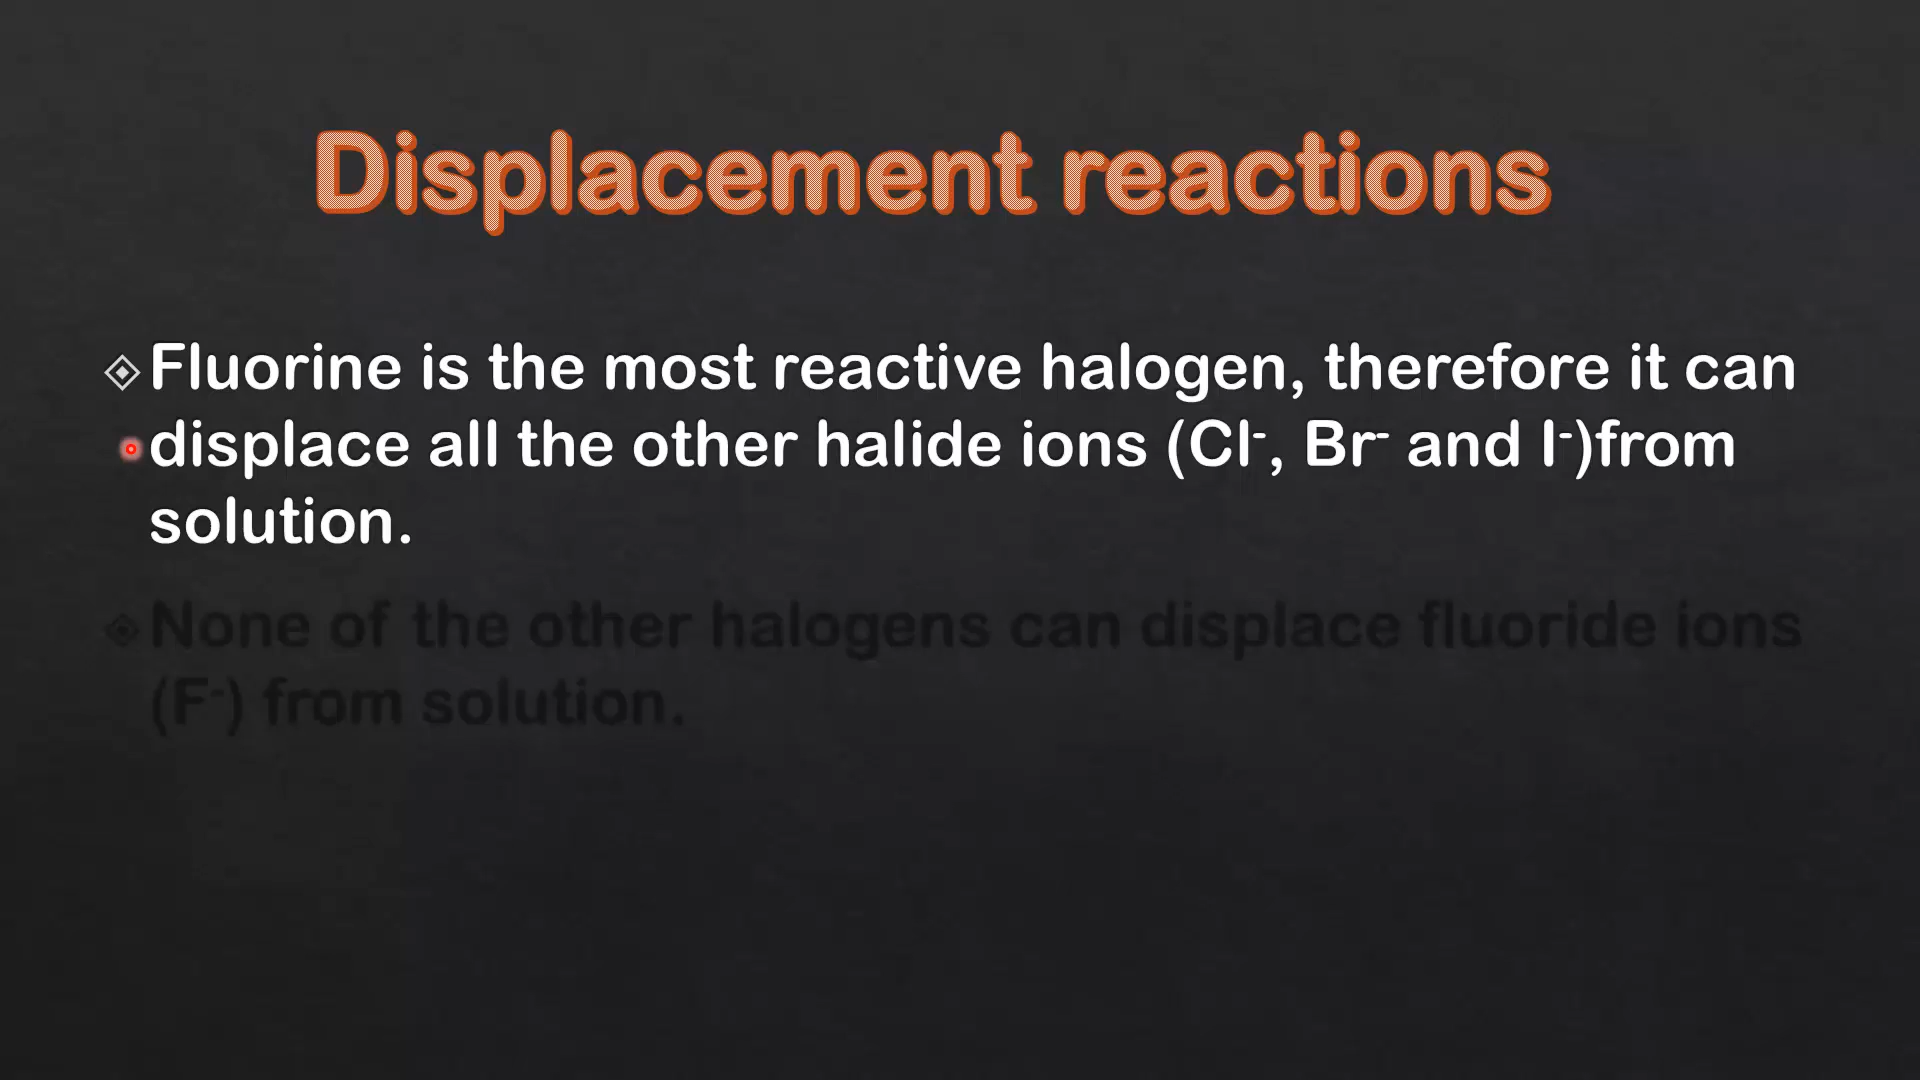 Displacement reactions
Fluorine is the most reactive halogen, therefore it can
displace all the other halide ions (Cl⁻, Br⁻ and I⁻)from
solution.
None of the other halogens can displace fluoride ions
(F⁻) from solution.